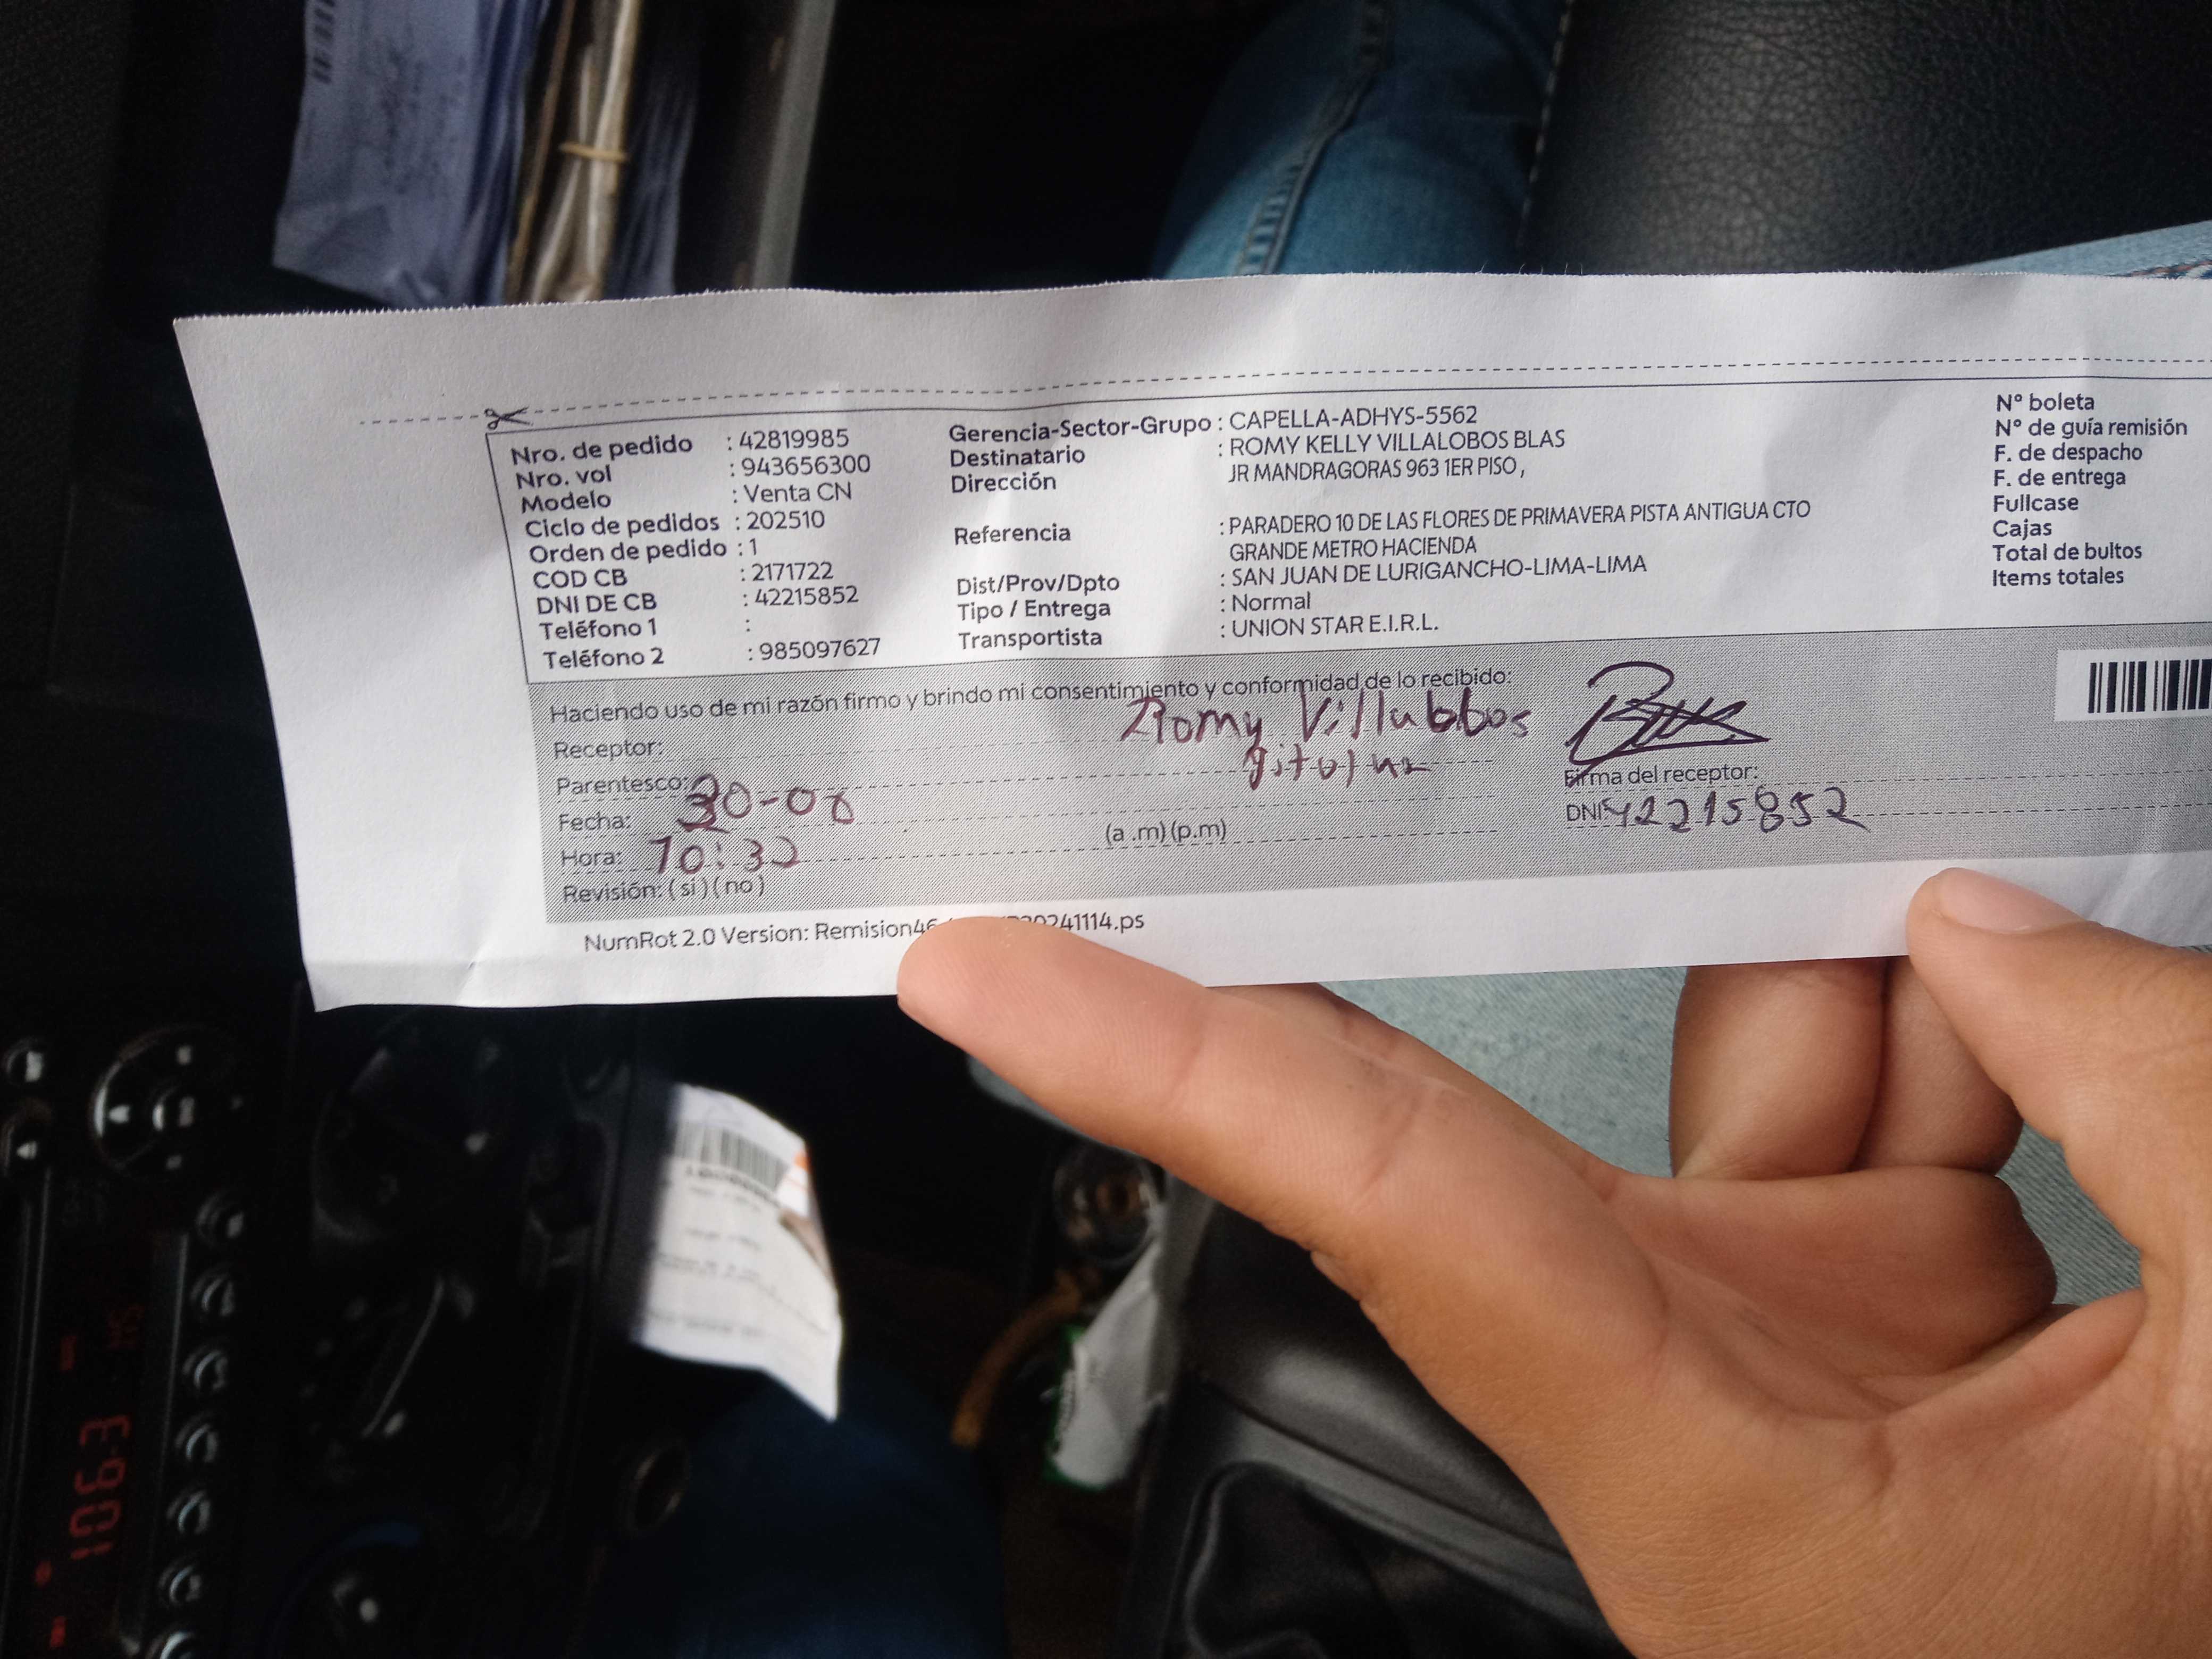 Nro. de pedido : 42819985
Nro. vol : 943656300
Modelo : Venta CN
Ciclo de pedidos : 202510
Orden de pedido : 1
COD CB : 2171722
DNI DE CB : 42215852
Teléfono 1 :
Teléfono 2 : 985097627
Gerencia-Sector-Grupo : CAPELLA-ADHYS-5562
Destinatario : ROMY KELLY VILLALOBOS BLAS
Dirección JR MANDRAGORAS 963 1ER PISO ,
Referencia : PARADERO 10 DE LAS FLORES DE PRIMAVERA PISTA ANTIGUA CTO
GRANDE METRO HACIENDA
Dist/Prov/Dpto : SAN JUAN DE LURIGANCHO-LIMA-LIMA
Tipo / Entrega : Normal
Transportista : UNION STAR E.I.R.L.
N° boleta
N° de guía remisión
F. de despacho
F. de entrega
Fullcase
Cajas
Total de bultos
Items totales
Haciendo uso de mi razón firmo y brindo mi consentimiento y conformidad de lo recibido:
Receptor: Romy Villabbos
Parentesco:
Firma del receptor:
Fecha: 30-06
DNI: 42215852
Hora: 10:32 (a .m) (p.m)
Revisión: ( si ) ( no )
NumRot 2.0 Version: Remision46 0241114.ps
109.3